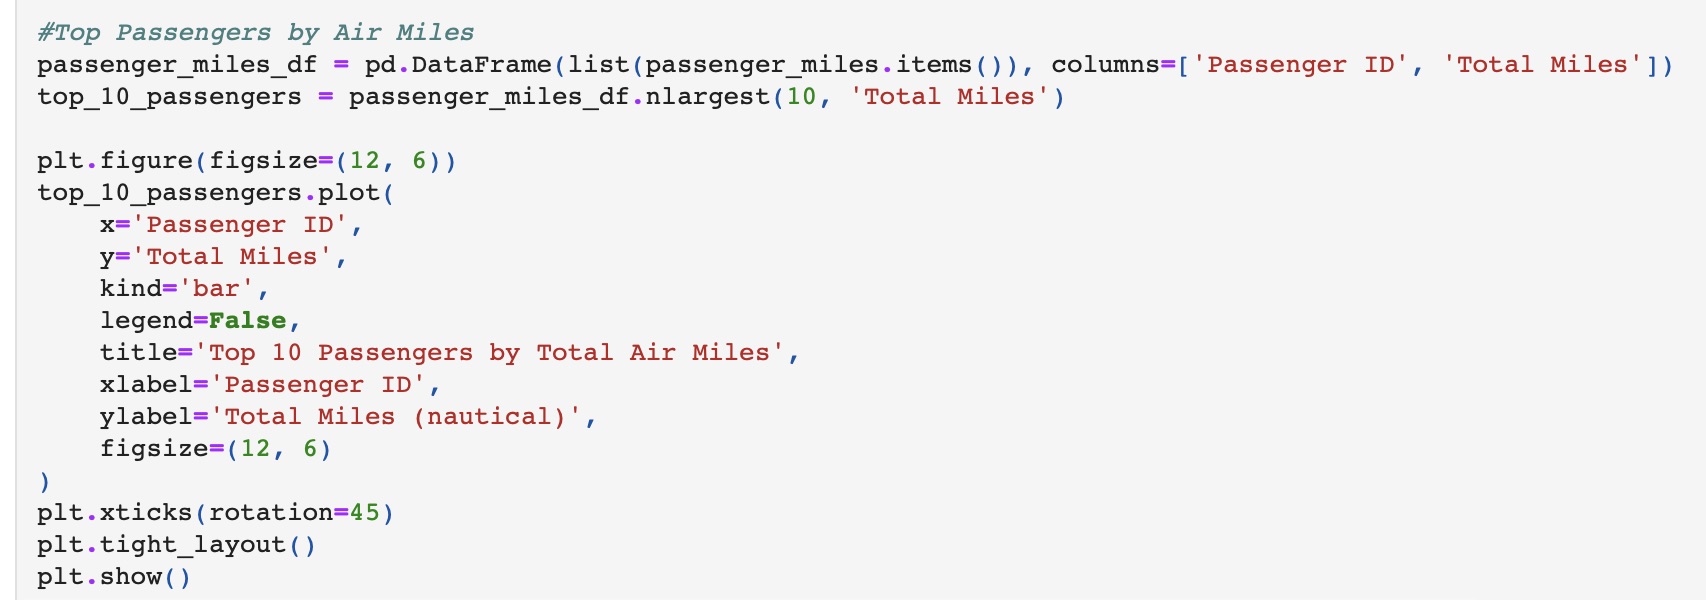 #Top Passengers by Air Miles
passenger_miles_df = pd.DataFrame(list(passenger_miles.items()), columns=['Passenger ID', 'Total Miles'])
top_10_passengers = passenger_miles_df.nlargest(10, 'Total Miles')

plt.figure(figsize=(12, 6))
top_10_passengers.plot(
    x='Passenger ID',
    y='Total Miles',
    kind='bar',
    legend=False,
    title='Top 10 Passengers by Total Air Miles',
    xlabel='Passenger ID',
    ylabel='Total Miles (nautical)',
    figsize=(12, 6)
)
plt.xticks(rotation=45)
plt.tight_layout()
plt.show()